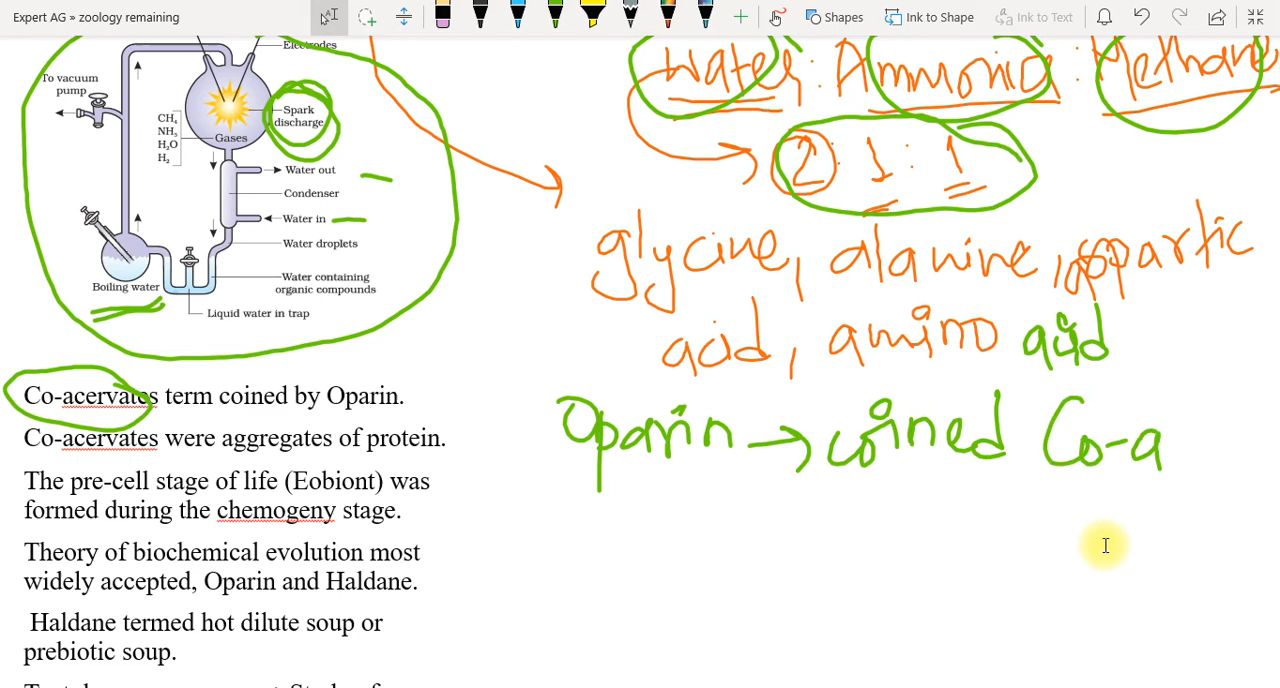 Expert AG » zoology remaining
Shapes
Ink to Shape
Ink to Text
Electrodes
To vacuum
pump
Spark
discharge
CH4
NH3
H2O
H2
Gases
Water out
Condenser
Water in
Water droplets
Water containing
organic compounds
Boiling water
Liquid water in trap
Water : Ammonia : Methane
2 : 1 : 1
glycine, alanine, aspartic
acid, amino acid
Oparin → coined Co-a
Co-acervates term coined by Oparin.
Co-acervates were aggregates of protein.
The pre-cell stage of life (Eobiont) was
formed during the chemogeny stage.
Theory of biochemical evolution most
widely accepted, Oparin and Haldane.
Haldane termed hot dilute soup or
prebiotic soup.